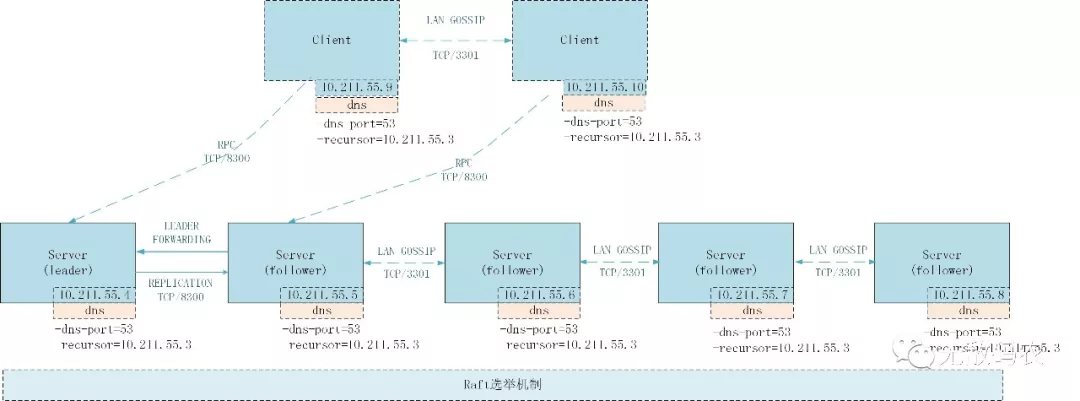 LAN GOSSIP
Client
Client
TCP/3301
10.211.55.9
10.211.55.10
dns
dns
-dns port=53
-recursor=10.211.55.3
-dns-port=53
-recursor=10.211.55.3
RPC
TCP/8300
RPC
TCP/8300
LEADER
FORWARDING
Server
(leader)
REPLICATION
TCP/8300
Server
(follower)
LAN GOSSIP
TCP/3301
Server
(follower)
LAN GOSSIP
TCP/3301
Server
(follower)
LAN GOSSIP
TCP/3301
Server
(follower)
10.211.55.4
10.211.55.5
10.211.55.6
10.211.55.7
10.211.55.8
dns
dns
dns
dns
dns
-dns-port=53
recursor=10.211.55.3
-dns-port=53
recursor=10.211.55.3
-dns-port=53
-recursor=10.211.55.3
-dns-port=53
-recursor=10.211.55.3
-dns-port=53
Raft选举机制